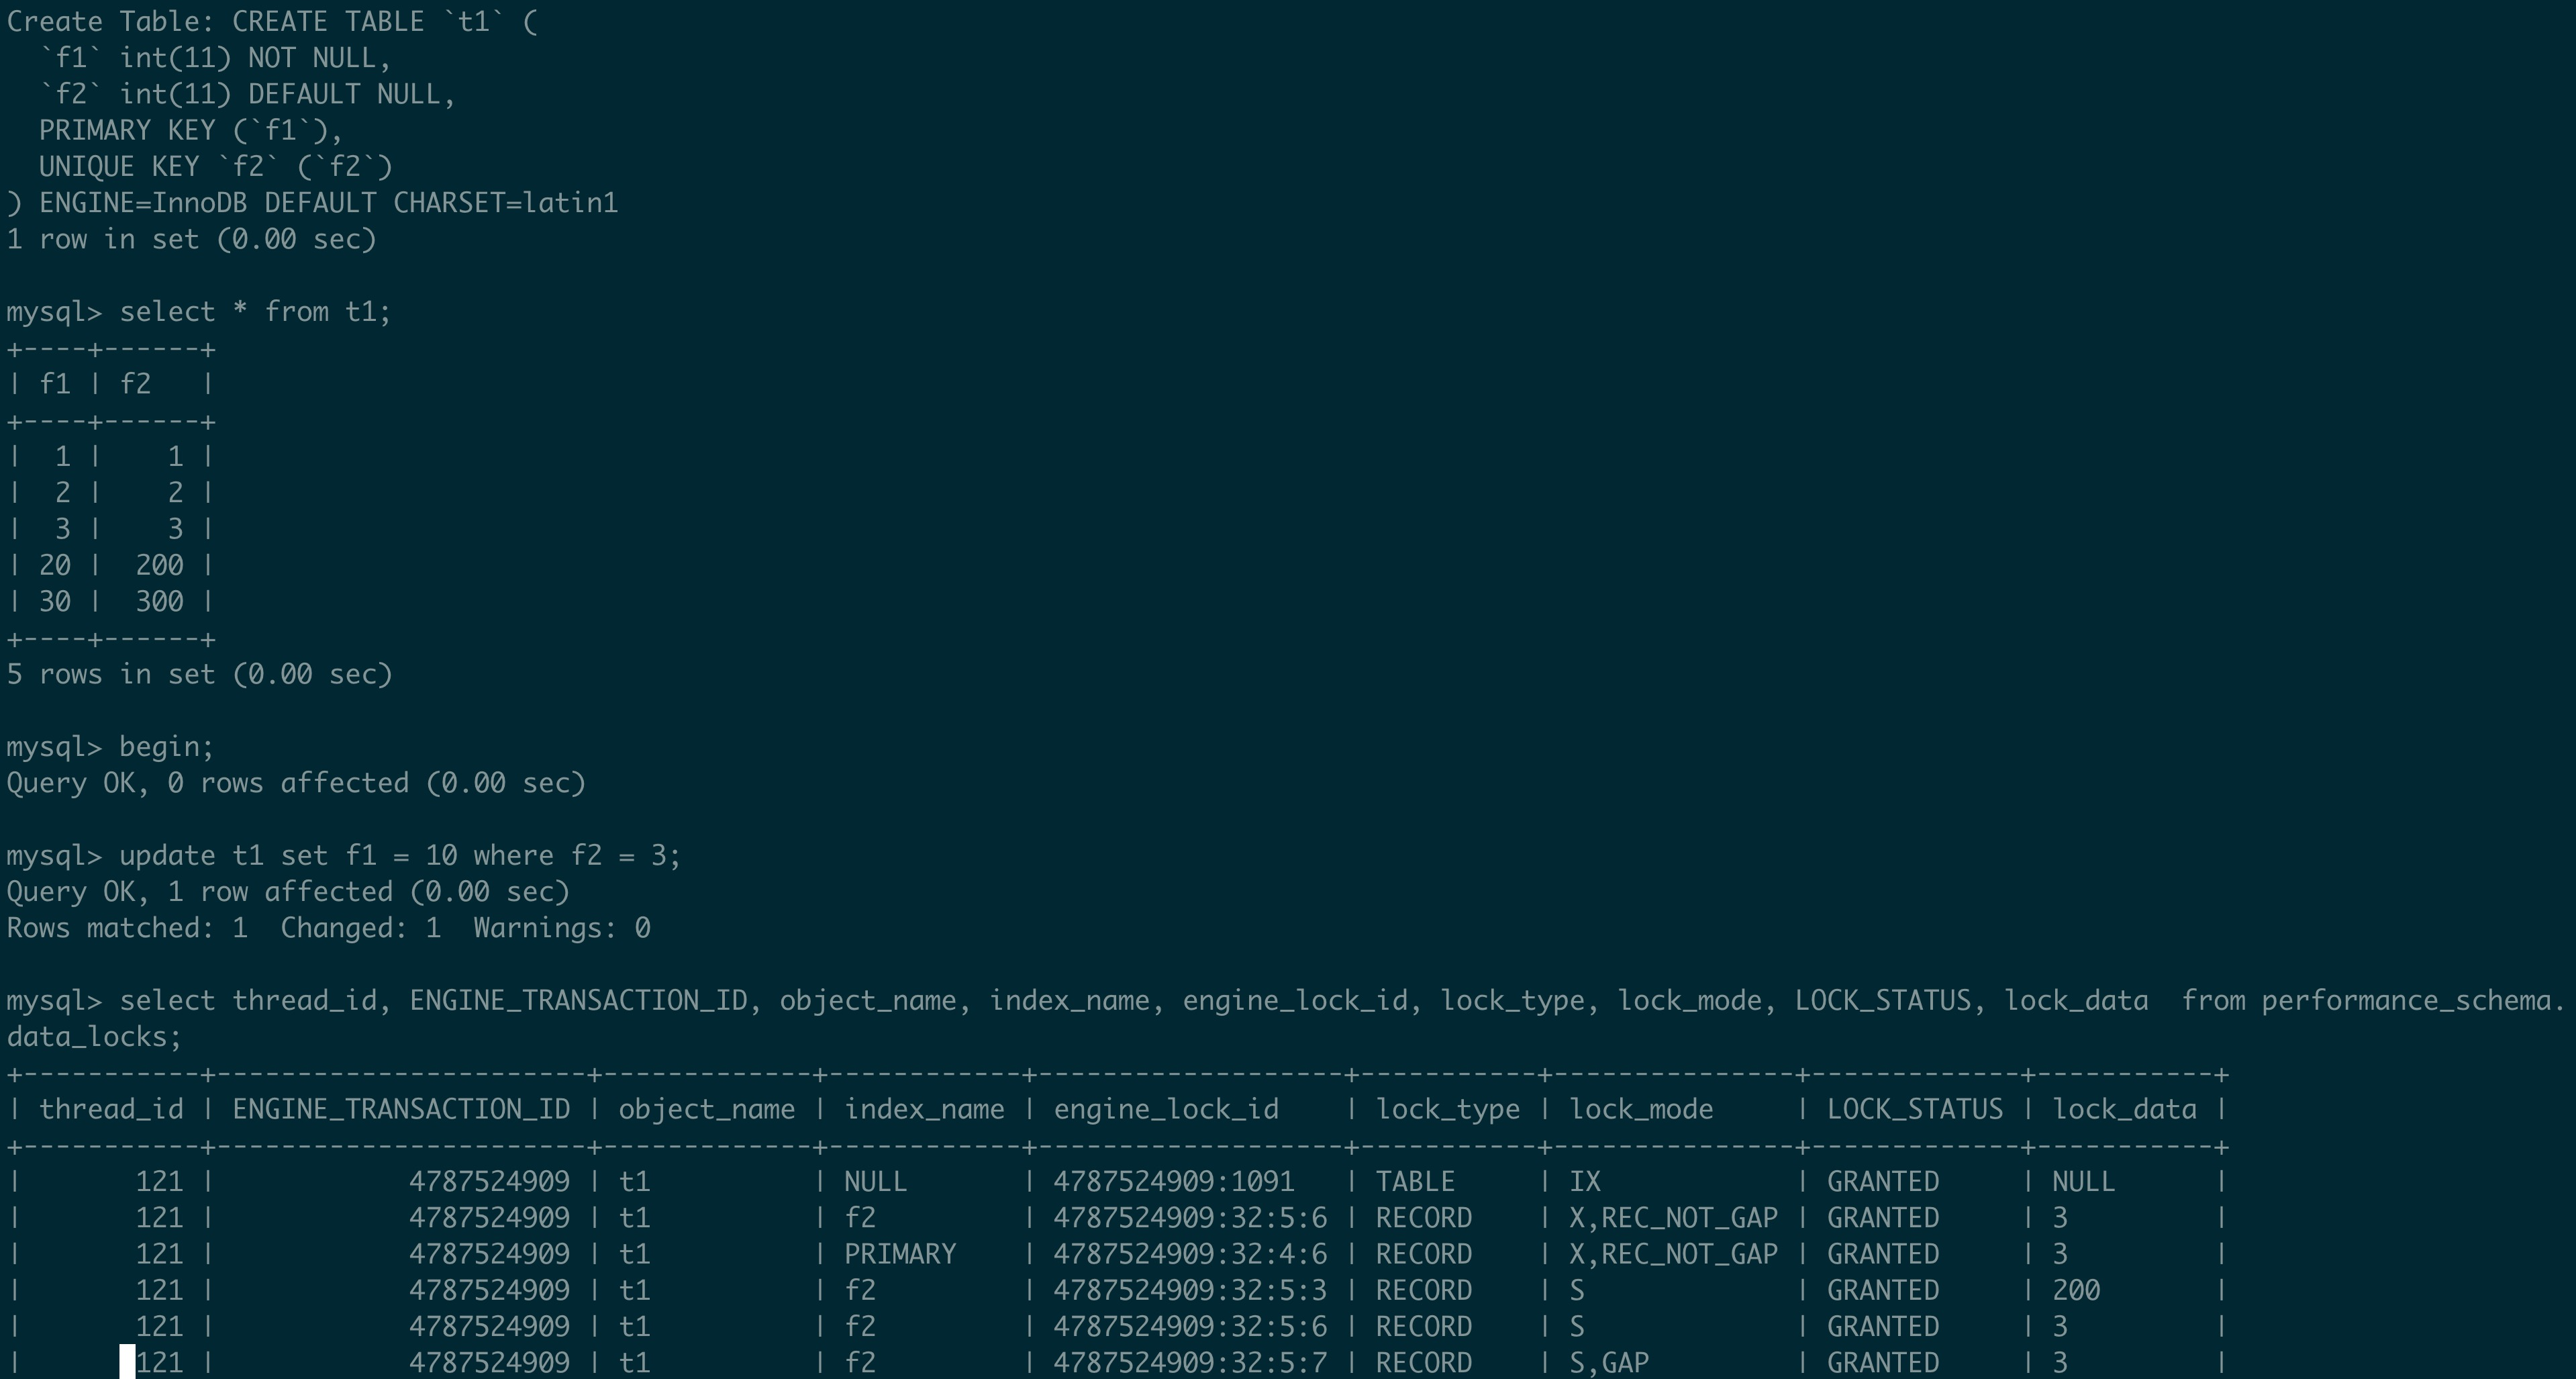 Create Table: CREATE TABLE `t1` (
  `f1` int(11) NOT NULL,
  `f2` int(11) DEFAULT NULL,
  PRIMARY KEY (`f1`),
  UNIQUE KEY `f2` (`f2`)
) ENGINE=InnoDB DEFAULT CHARSET=latin1
1 row in set (0.00 sec)

mysql> select * from t1;
+----+------+
| f1 | f2   |
+----+------+
|  1 |    1 |
|  2 |    2 |
|  3 |    3 |
| 20 |  200 |
| 30 |  300 |
+----+------+
5 rows in set (0.00 sec)

mysql> begin;
Query OK, 0 rows affected (0.00 sec)

mysql> update t1 set f1 = 10 where f2 = 3;
Query OK, 1 row affected (0.00 sec)
Rows matched: 1  Changed: 1  Warnings: 0

mysql> select thread_id, ENGINE_TRANSACTION_ID, object_name, index_name, engine_lock_id, lock_type, lock_mode, LOCK_STATUS, lock_data  from performance_schema.
data_locks;
+-----------+-----------------------+-------------+------------+-------------------+-----------+---------------+-------------+-----------+
| thread_id | ENGINE_TRANSACTION_ID | object_name | index_name | engine_lock_id    | lock_type | lock_mode     | LOCK_STATUS | lock_data |
+-----------+-----------------------+-------------+------------+-------------------+-----------+---------------+-------------+-----------+
|       121 |            4787524909 | t1          | NULL       | 4787524909:1091   | TABLE     | IX            | GRANTED     | NULL      |
|       121 |            4787524909 | t1          | f2         | 4787524909:32:5:6 | RECORD    | X,REC_NOT_GAP | GRANTED     | 3         |
|       121 |            4787524909 | t1          | PRIMARY    | 4787524909:32:4:6 | RECORD    | X,REC_NOT_GAP | GRANTED     | 3         |
|       121 |            4787524909 | t1          | f2         | 4787524909:32:5:3 | RECORD    | S             | GRANTED     | 200       |
|       121 |            4787524909 | t1          | f2         | 4787524909:32:5:6 | RECORD    | S             | GRANTED     | 3         |
|       121 |            4787524909 | t1          | f2         | 4787524909:32:5:7 | RECORD    | S,GAP         | GRANTED     | 3         |